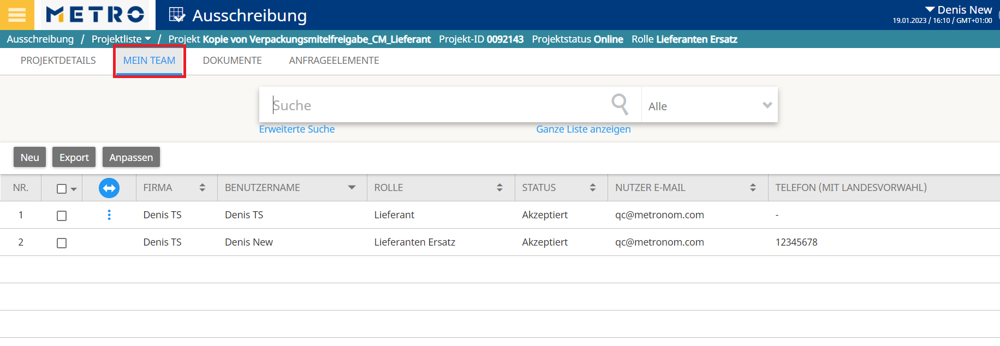 METRO Ausschreibung Denis New
19.01.2023 / 16:10 / GMT+01:00
Ausschreibung / Projektliste / Projekt Kopie von Verpackungsmitelfreigabe_CM_Lieferant Projekt-ID 0092143 Projektstatus Online Rolle Lieferanten Ersatz
PROJEKTDETAILS MEIN TEAM DOKUMENTE ANFRAGEELEMENTE
Suche Alle
Erweiterte Suche Ganze Liste anzeigen
Neu Export Anpassen
NR. FIRMA BENUTZERNAME ROLLE STATUS NUTZER E-MAIL TELEFON (MIT LANDESVORWAHL)
1 Denis TS Denis TS Lieferant Akzeptiert qc@metronom.com -
2 Denis TS Denis New Lieferanten Ersatz Akzeptiert qc@metronom.com 12345678